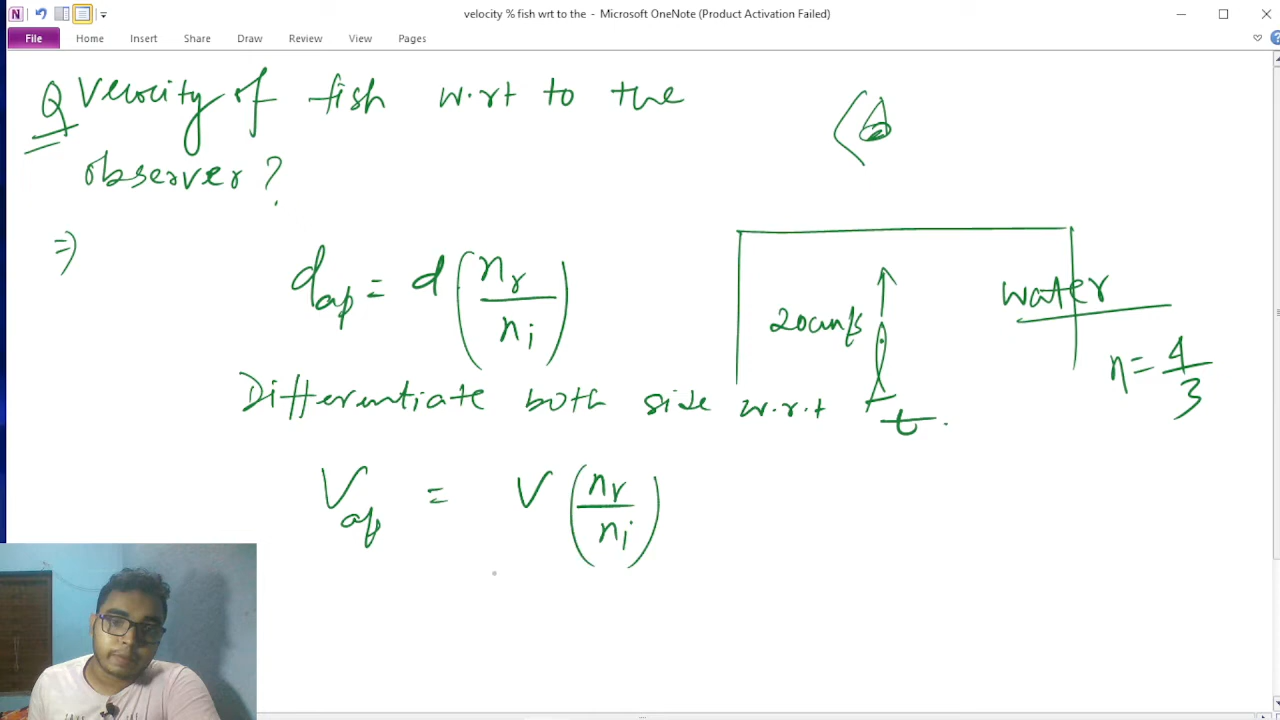 velocity % fish wrt to the - Microsoft OneNote (Product Activation Failed)
File Home Insert Share Draw Review View Pages
Q Velocity of fish w.r.t to the
observer ?
⇒
d_ap = d (n_r / n_i)
20cm/s
water
n = 4/3
Differentiate both side w.r.t t.
V_ap = V (n_r / n_i)